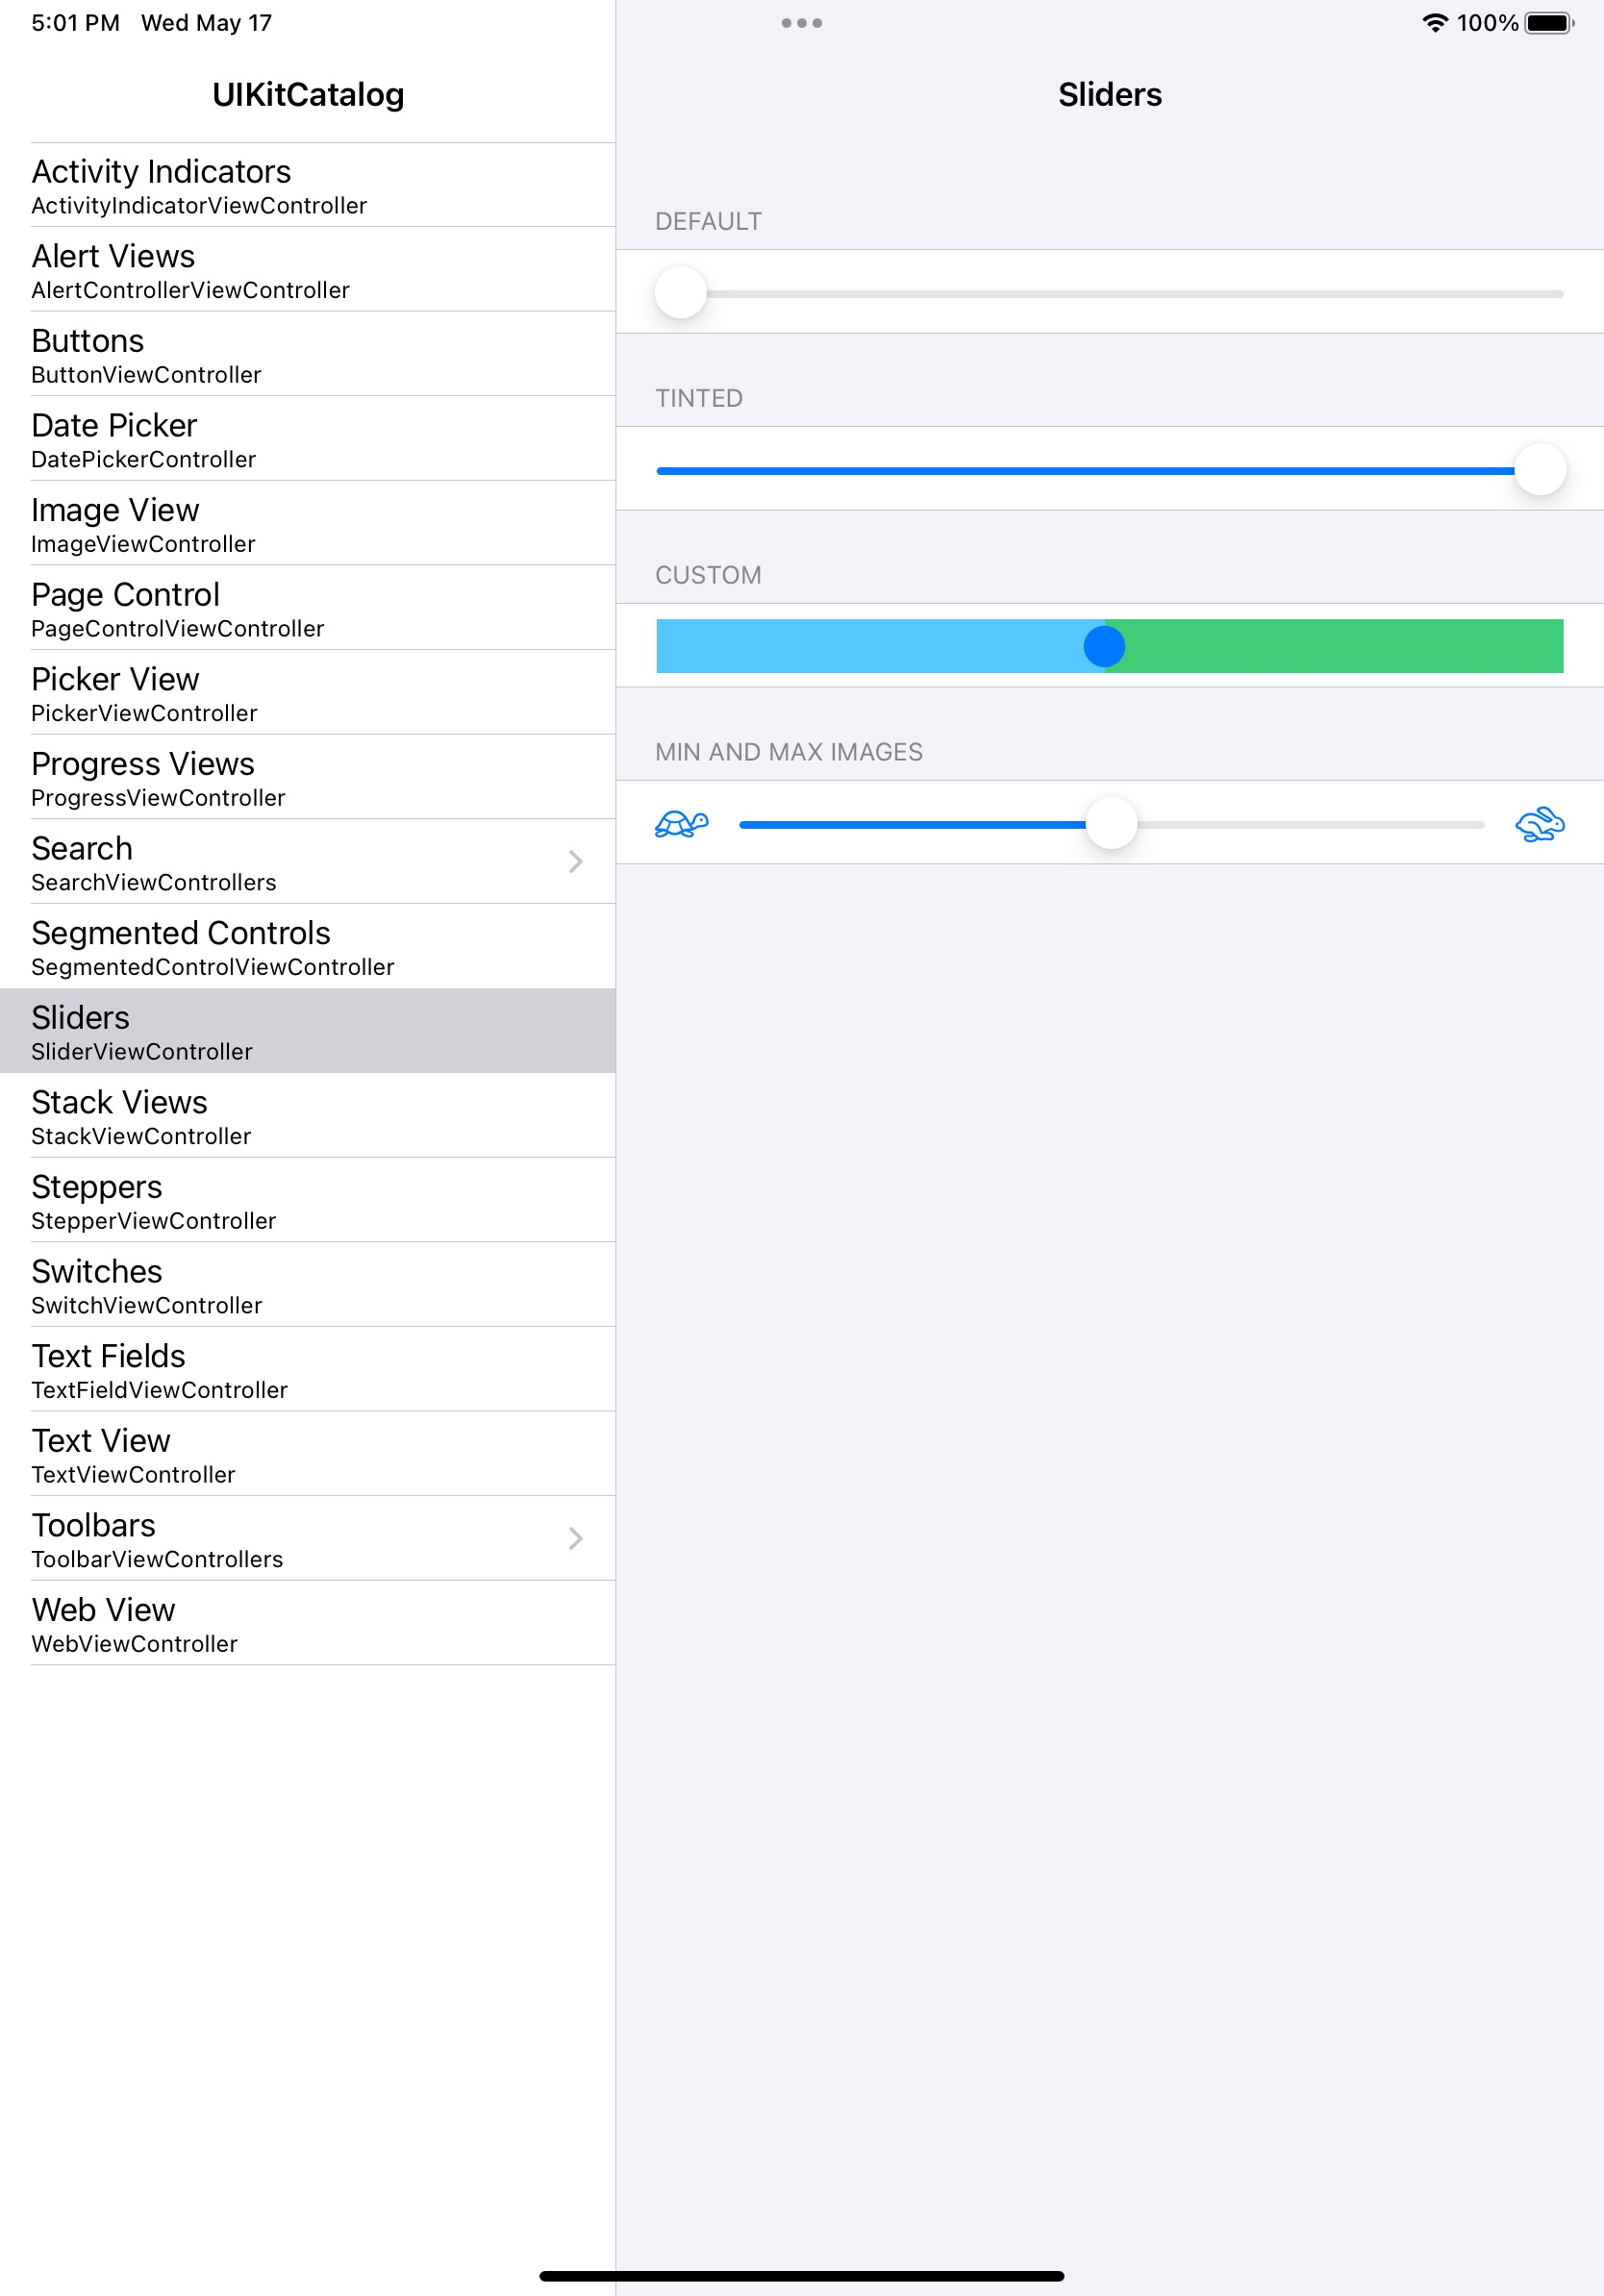 5:01 PM Wed May 17
100%
UIKitCatalog
Activity Indicators
ActivityIndicatorViewController
Alert Views
AlertControllerViewController
Buttons
ButtonViewController
Date Picker
DatePickerController
Image View
ImageViewController
Page Control
PageControlViewController
Picker View
PickerViewController
Progress Views
ProgressViewController
Search
SearchViewControllers
Segmented Controls
SegmentedControlViewController
Sliders
SliderViewController
Stack Views
StackViewController
Steppers
StepperViewController
Switches
SwitchViewController
Text Fields
TextFieldViewController
Text View
TextViewController
Toolbars
ToolbarViewControllers
Web View
WebViewController
Sliders
DEFAULT
TINTED
CUSTOM
MIN AND MAX IMAGES